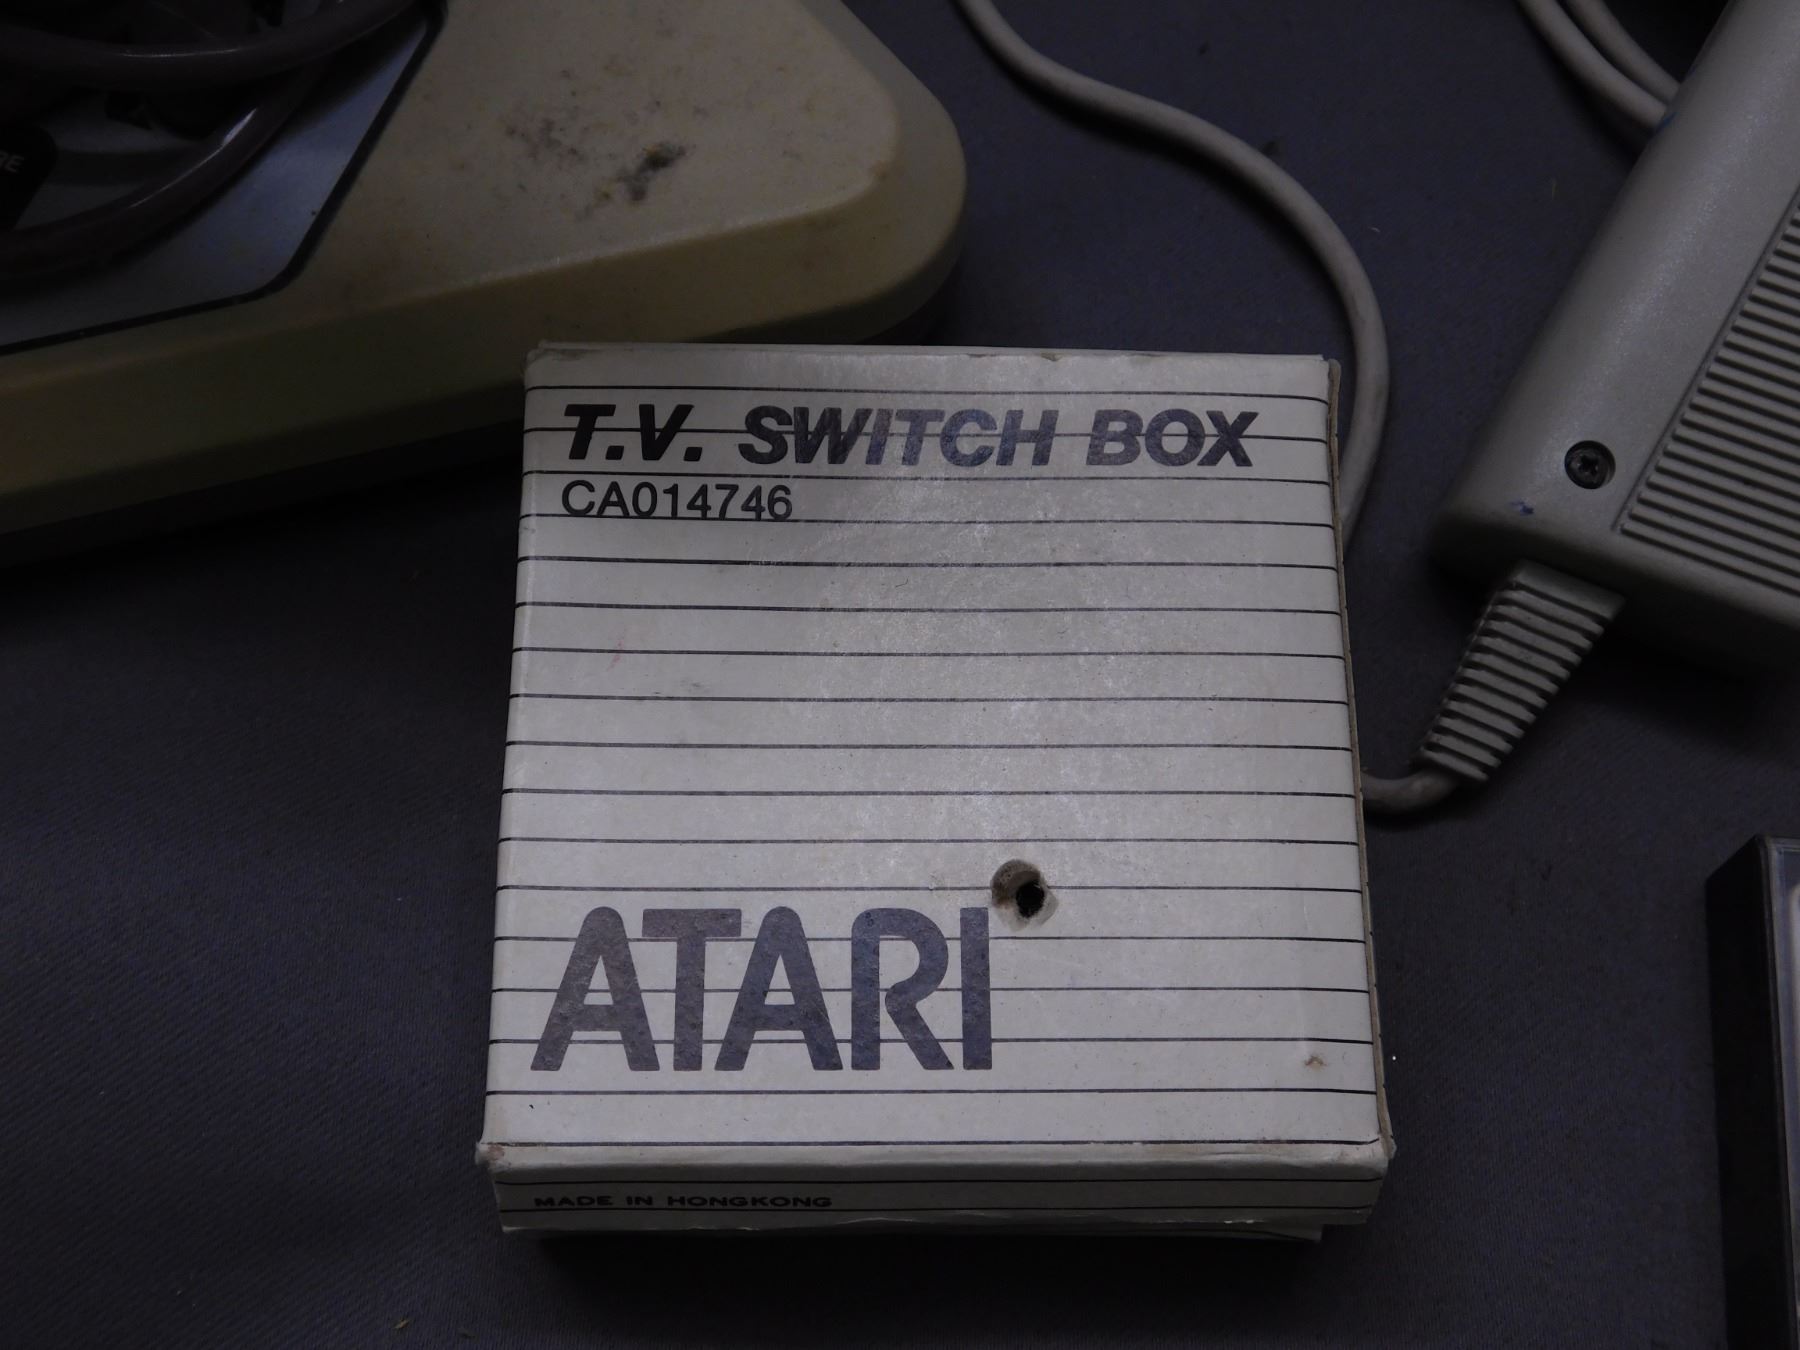 T.V. SWITCH BOX
CA014746
ATARI
MADE IN HONGKONG